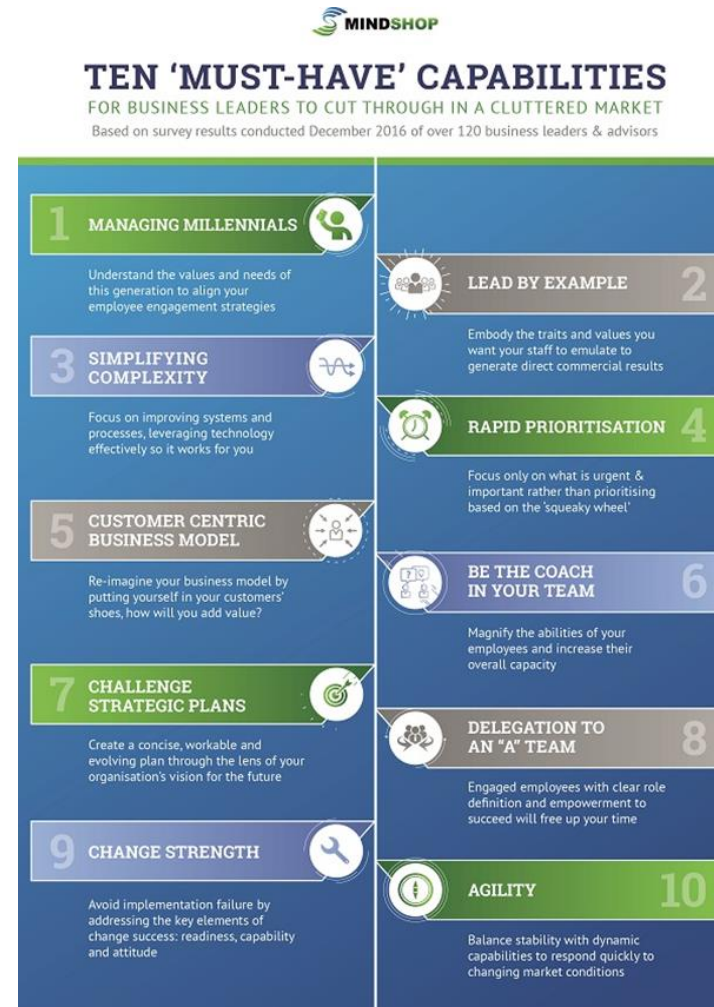 MINDSHOP
TEN ‘MUST-HAVE’ CAPABILITIES
FOR BUSINESS LEADERS TO CUT THROUGH IN A CLUTTERED MARKET
Based on survey results conducted December 2016 of over 120 business leaders & advisors
1 MANAGING MILLENNIALS
Understand the values and needs of
this generation to align your
employee engagement strategies
LEAD BY EXAMPLE 2
Embody the traits and values you
want your staff to emulate to
generate direct commercial results
3 SIMPLIFYING
COMPLEXITY
Focus on improving systems and
processes, leveraging technology
effectively so it works for you
RAPID PRIORITISATION 4
Focus only on what is urgent &
important rather than prioritising
based on the ‘squeaky wheel’
5 CUSTOMER CENTRIC
BUSINESS MODEL
Re-imagine your business model by
putting yourself in your customers’
shoes, how will you add value?
BE THE COACH
IN YOUR TEAM 6
Magnify the abilities of your
employees and increase their
overall capacity
7 CHALLENGE
STRATEGIC PLANS
Create a concise, workable and
evolving plan through the lens of your
organisation’s vision for the future
DELEGATION TO
AN “A” TEAM 8
Engaged employees with clear role
definition and empowerment to
succeed will free up your time
9 CHANGE STRENGTH
Avoid implementation failure by
addressing the key elements of
change success: readiness, capability
and attitude
AGILITY 10
Balance stability with dynamic
capabilities to respond quickly to
changing market conditions